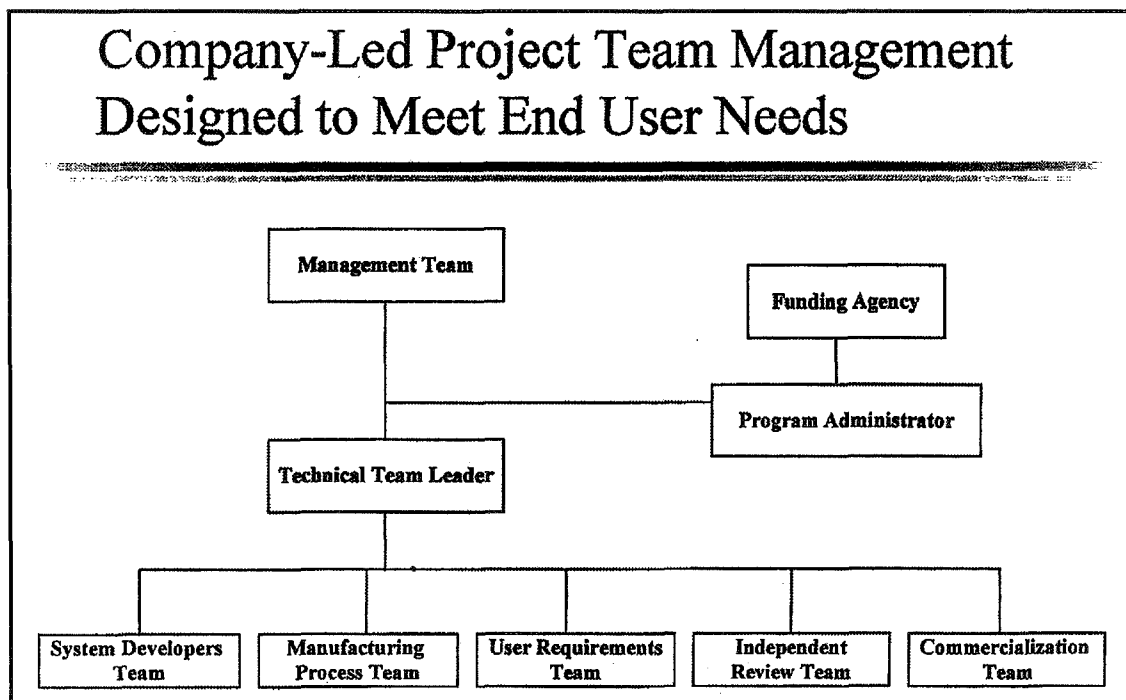 Company-Led Project Team Management
Designed to Meet End User Needs
Management Team
Funding Agency
Program Administrator
Technical Team Leader
System Developers
Team
Manufacturing
Process Team
User Requirements
Team
Independent
Review Team
Commercialization
Team